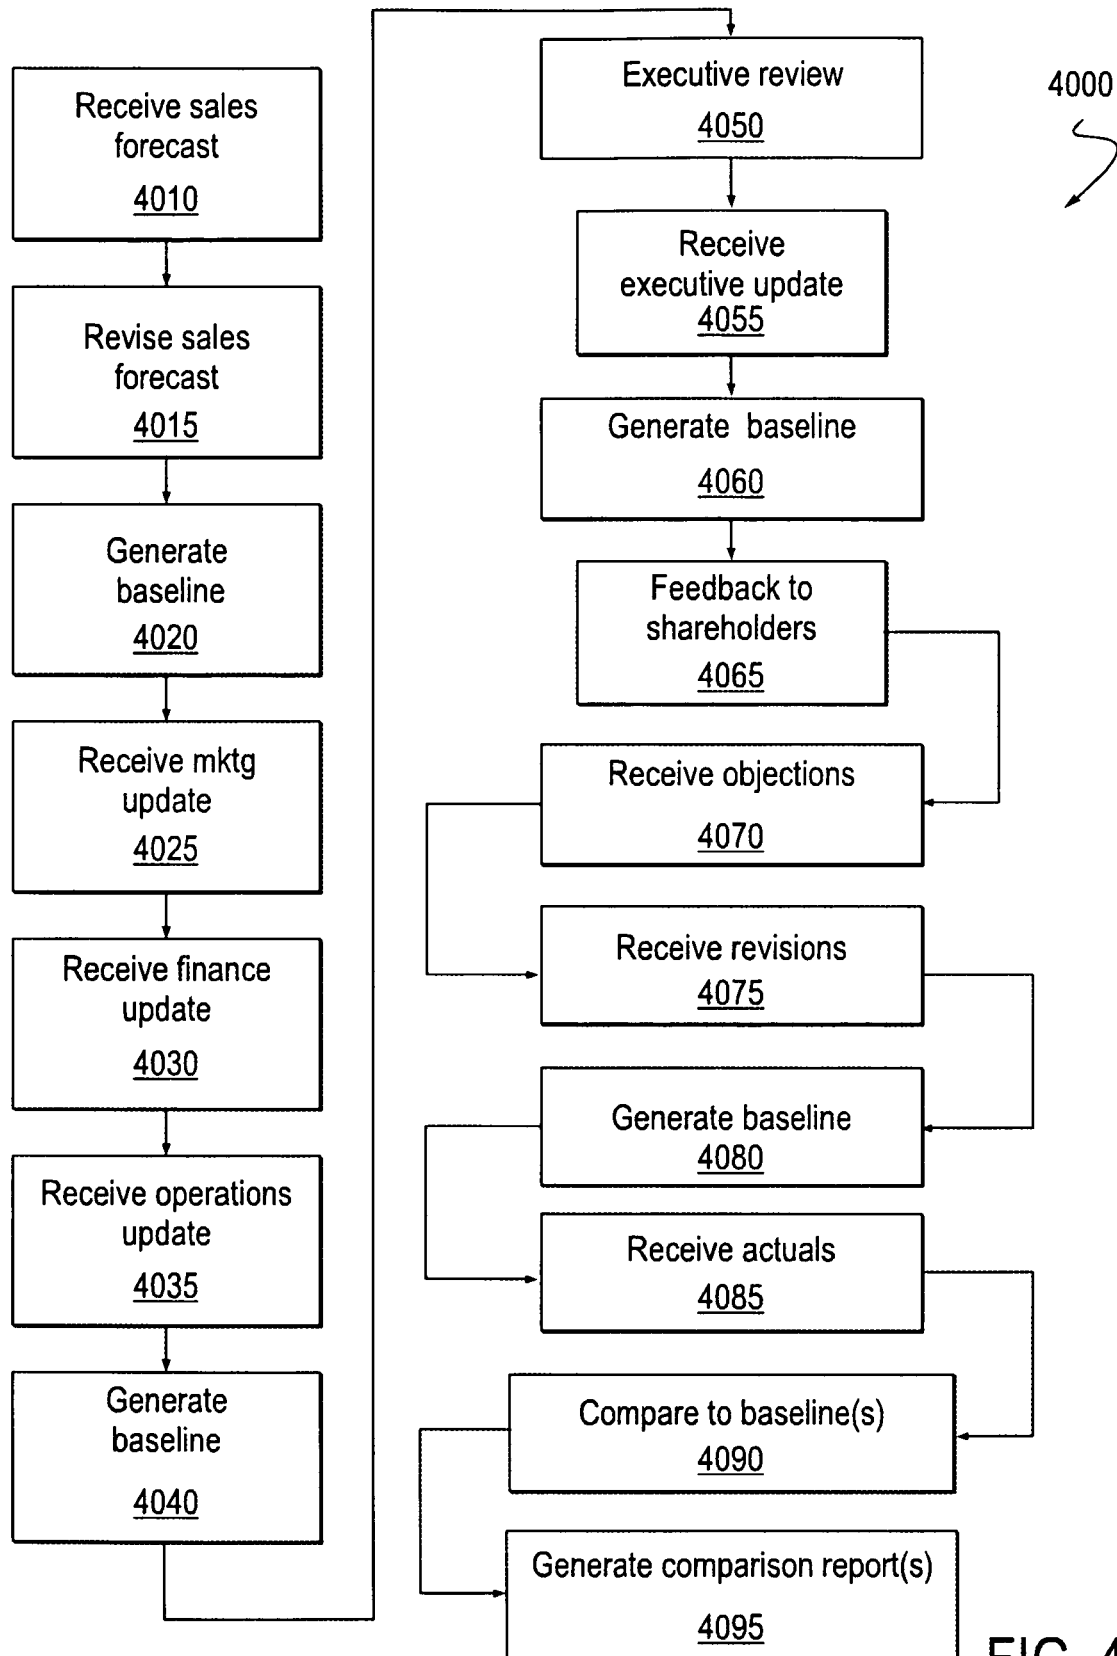 Receive sales
forecast
4010
Revise sales
forecast
4015
Generate
baseline
4020
Receive mktg
update
4025
Receive finance
update
4030
Receive operations
update
4035
Generate
baseline
4040
Executive review
4050
Receive
executive update
4055
Generate baseline
4060
Feedback to
shareholders
4065
Receive objections
4070
Receive revisions
4075
Generate baseline
4080
Receive actuals
4085
Compare to baseline(s)
4090
Generate comparison report(s)
4095
4000
FIG. 4